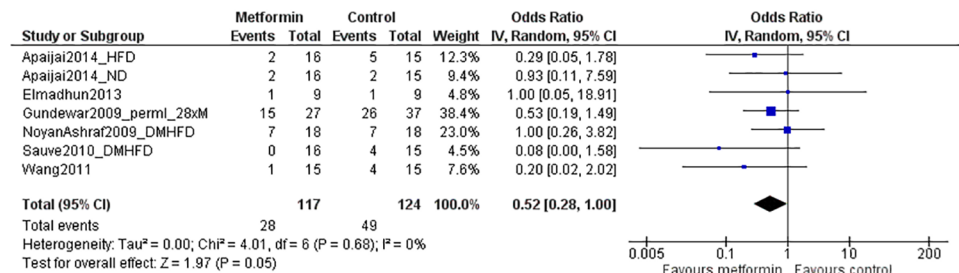 Metformin Control Odds Ratio Odds Ratio
Study or Subgroup Events Total Events Total Weight IV, Random, 95% CI IV, Random, 95% CI
Apaijai2014_HFD 2 16 5 15 12.3% 0.29 [0.05, 1.78]
Apaijai2014_ND 2 16 2 15 9.4% 0.93 [0.11, 7.59]
Elmadhun2013 1 9 1 9 4.8% 1.00 [0.05, 18.91]
Gundewar2009_permI_28xM 15 27 26 37 38.4% 0.53 [0.19, 1.49]
NoyanAshraf2009_DMHFD 7 18 7 18 23.0% 1.00 [0.26, 3.82]
Sauve2010_DMHFD 0 16 4 15 4.5% 0.08 [0.00, 1.58]
Wang2011 1 15 4 15 7.6% 0.20 [0.02, 2.02]
Total (95% CI) 117 124 100.0% 0.52 [0.28, 1.00]
Total events 28 49
Heterogeneity: Tau² = 0.00; Chi² = 4.01, df = 6 (P = 0.68); I² = 0%
Test for overall effect: Z = 1.97 (P = 0.05)
0.005 0.1 1 10 200
Favours metformin Favours control